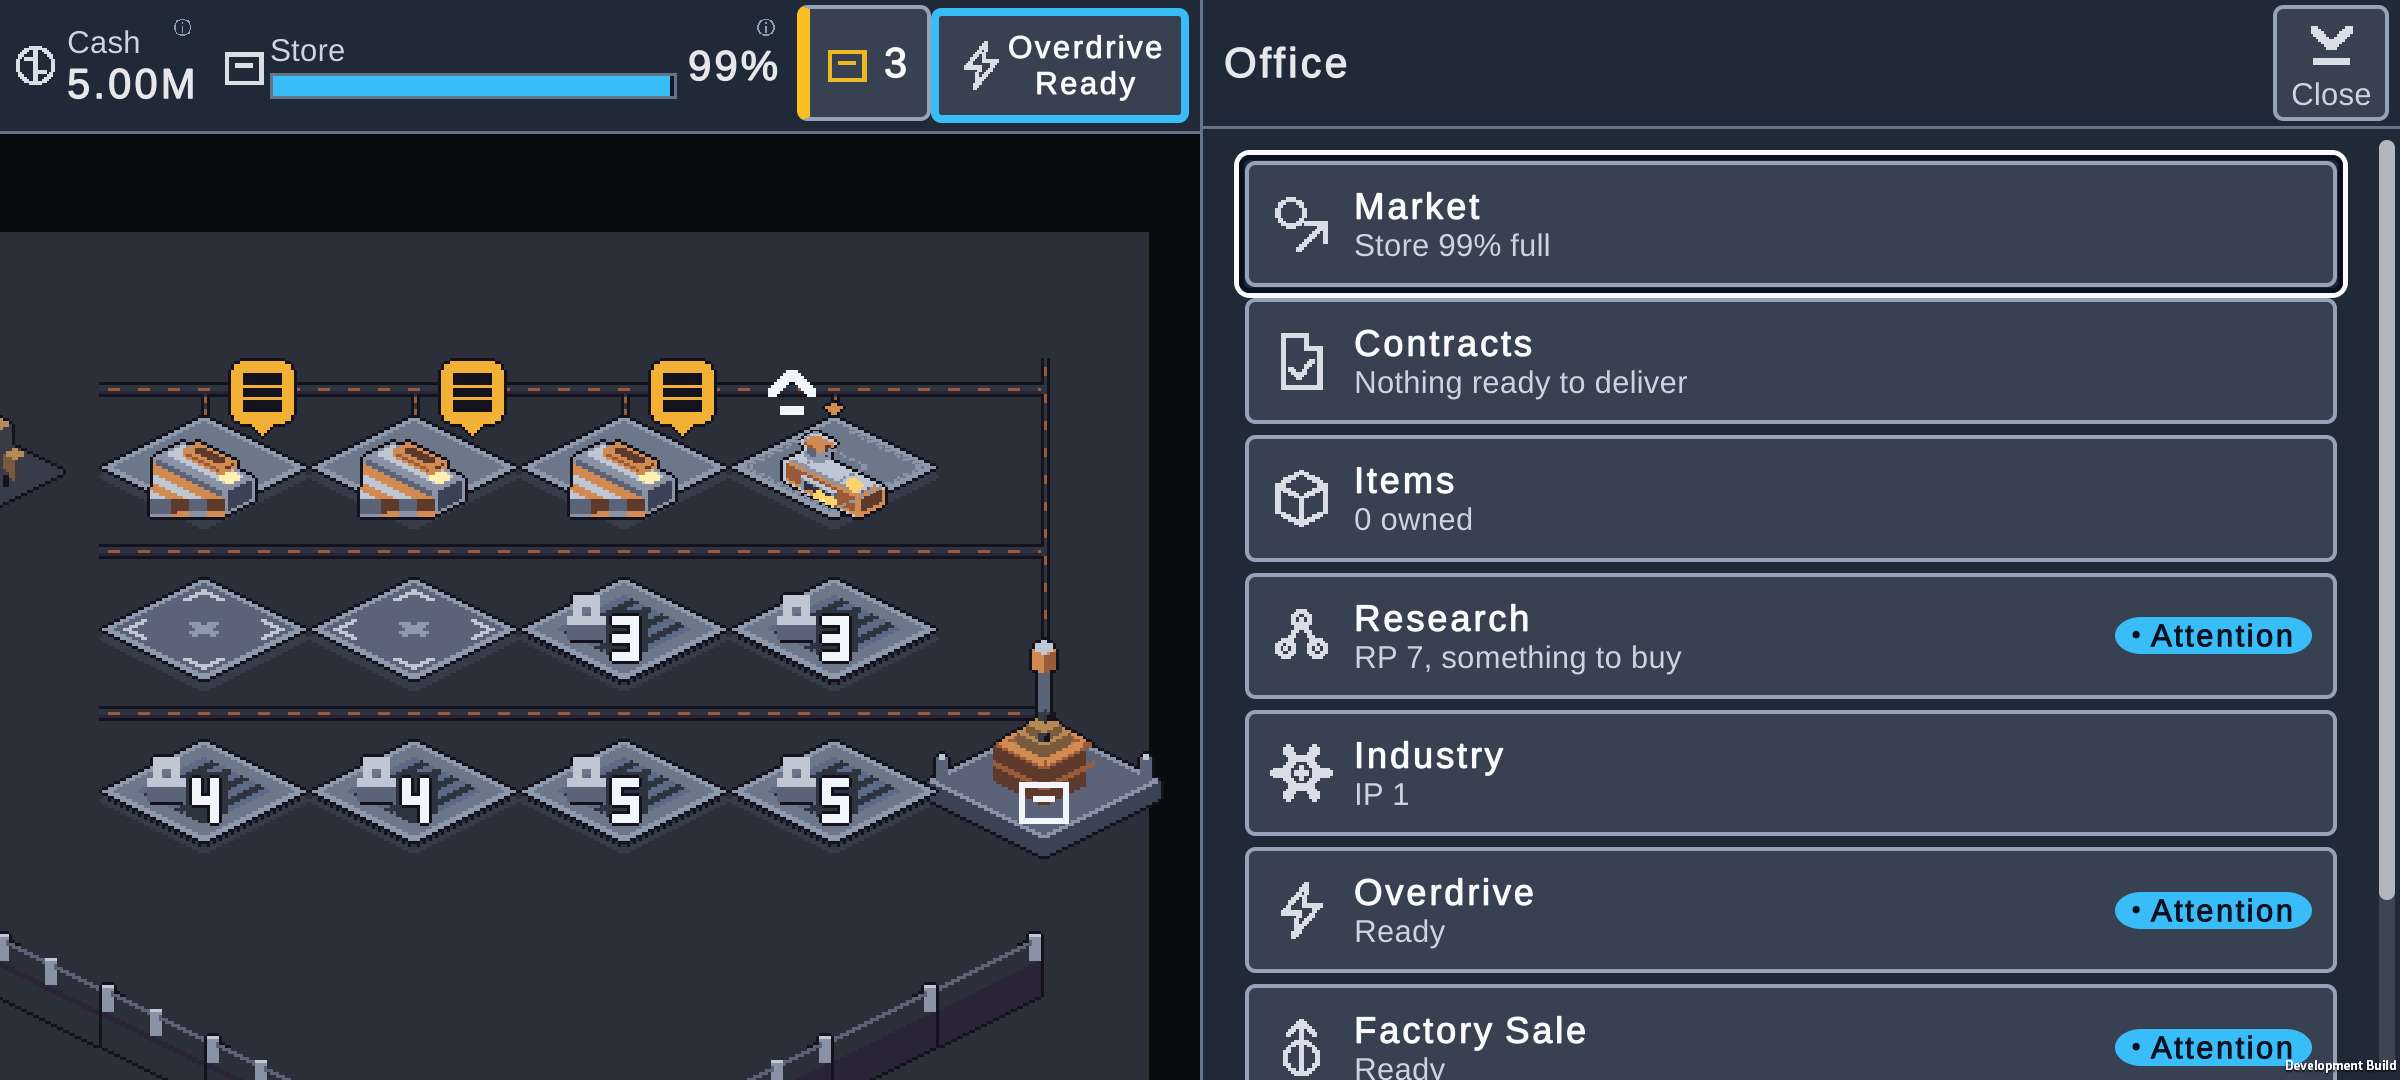 Cash
5.00M
Store
99%
3
Overdrive
Ready
Office
Close
Market
Store 99% full
Contracts
Nothing ready to deliver
Items
0 owned
Research
RP 7, something to buy
• Attention
Industry
IP 1
Overdrive
Ready
• Attention
Factory Sale
Ready
• Attention
Development Build
3
3
4
4
5
5